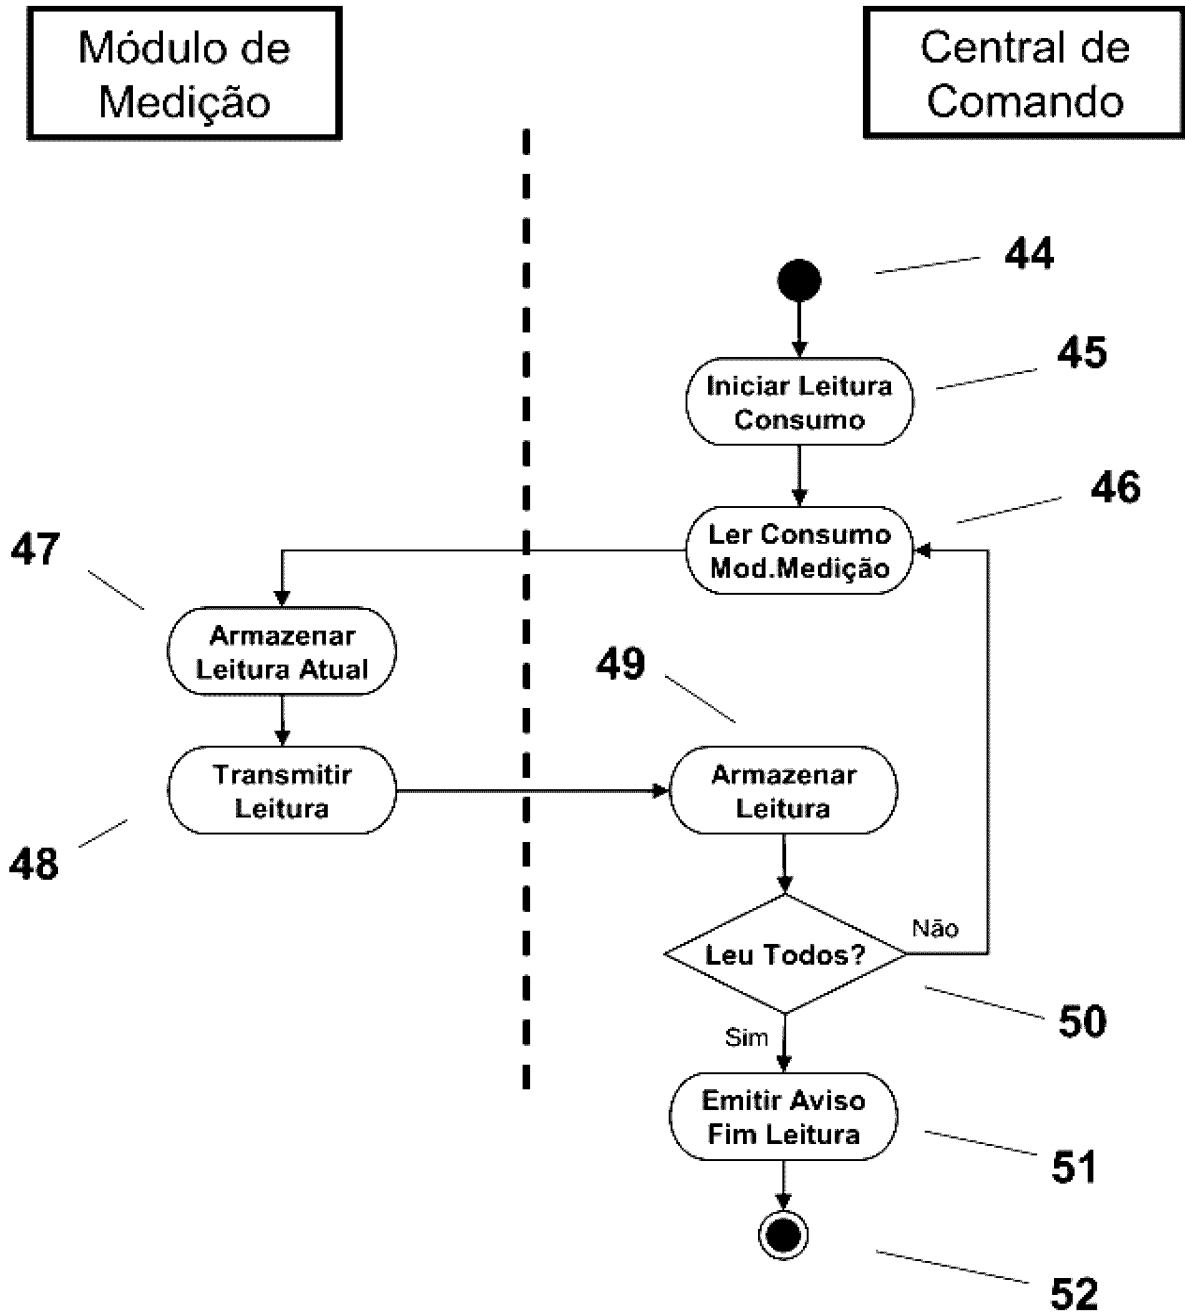 Módulo de
Medição
Central de
Comando
44
45
Iniciar Leitura
Consumo
46
Ler Consumo
Mod.Medição
47
Armazenar
Leitura Atual
49
Transmitir
Leitura
Armazenar
Leitura
48
Não
Leu Todos?
50
Sim
Emitir Aviso
Fim Leitura
51
52